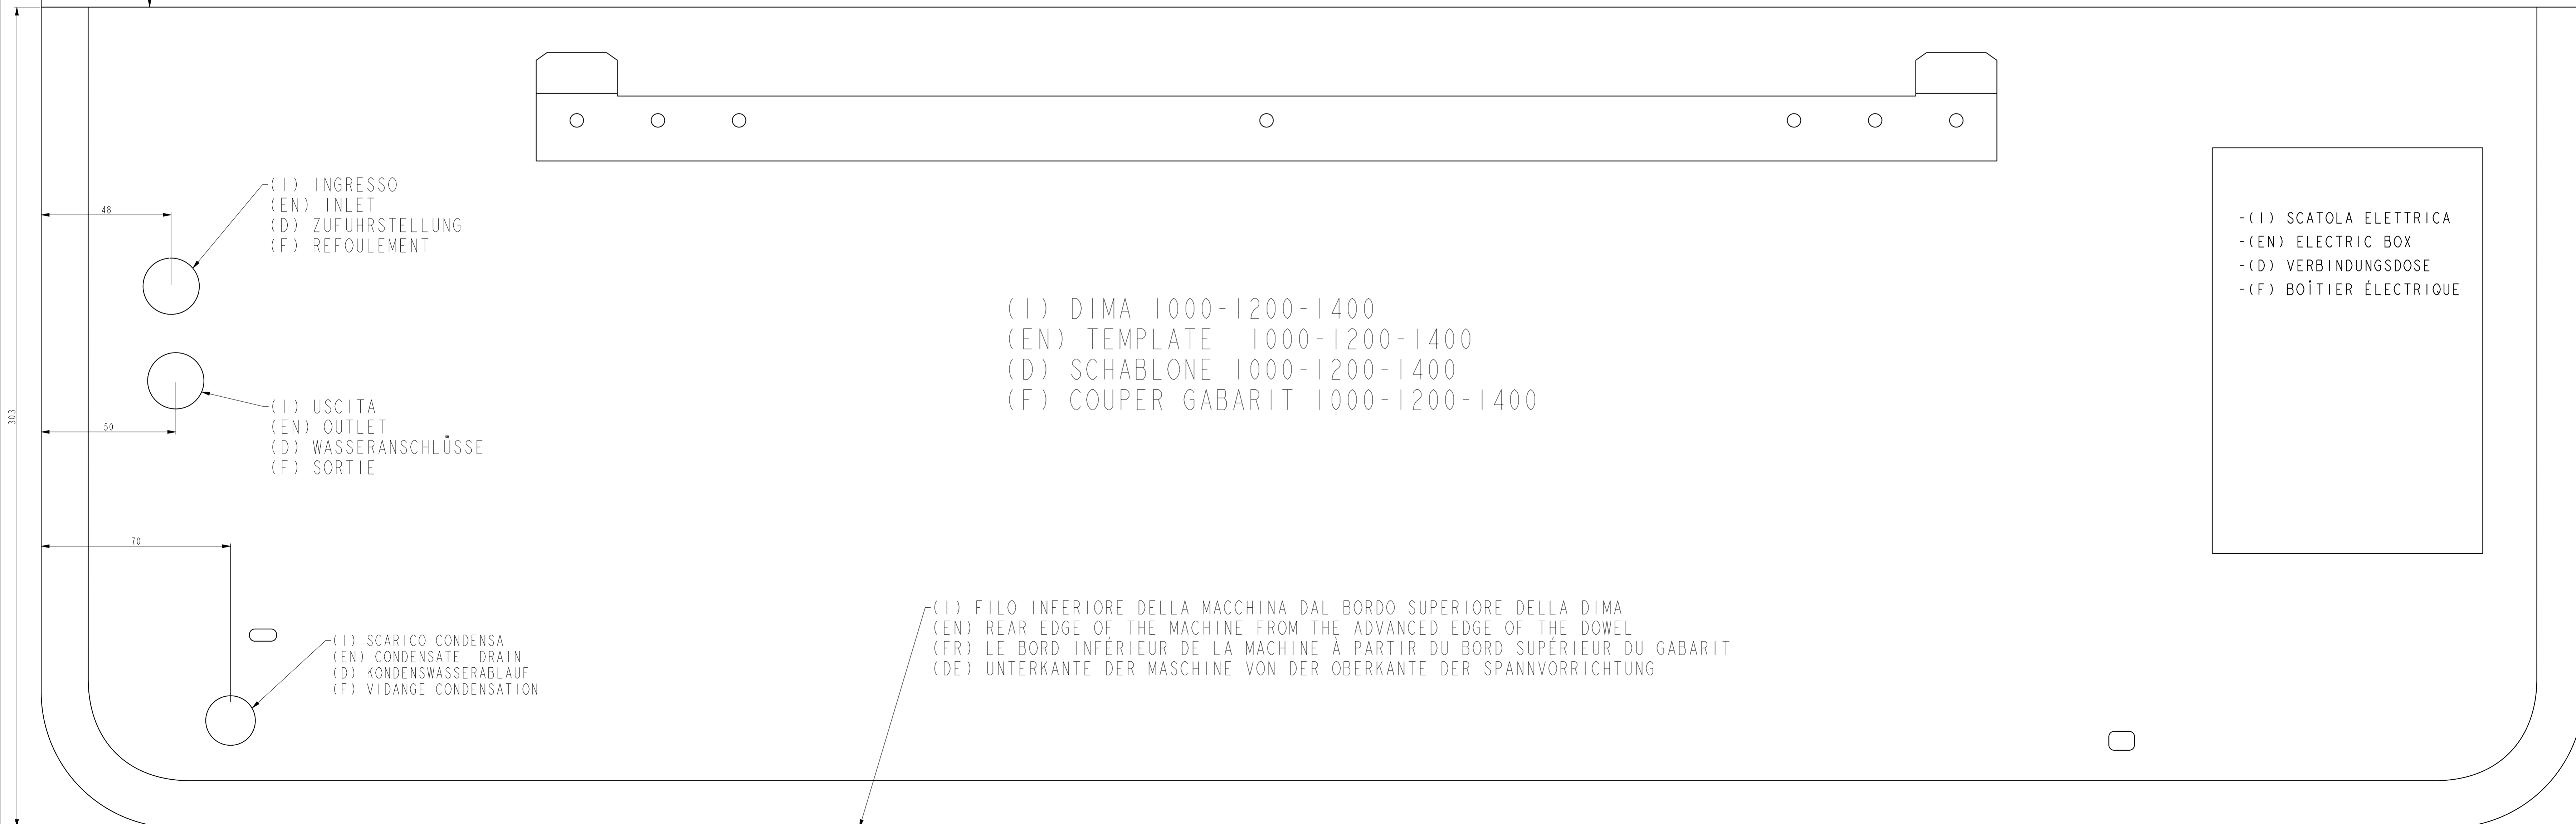 (I) INGRESSO
(EN) INLET
(D) ZUFUHRSTELLUNG
(F) REFOULEMENT
48
-(I) SCATOLA ELETTRICA
-(EN) ELECTRIC BOX
-(D) VERBINDUNGSDOSE
-(F) BOÎTIER ÉLECTRIQUE
(I) DIMA 1000-1200-1400
(EN) TEMPLATE 1000-1200-1400
(D) SCHABLONE 1000-1200-1400
(F) COUPER GABARIT 1000-1200-1400
303
(I) USCITA
(EN) OUTLET
(D) WASSERANSCHLÜSSE
(F) SORTIE
50
70
(I) FILO INFERIORE DELLA MACCHINA DAL BORDO SUPERIORE DELLA DIMA
(EN) REAR EDGE OF THE MACHINE FROM THE ADVANCED EDGE OF THE DOWEL
(FR) LE BORD INFÉRIEUR DE LA MACHINE À PARTIR DU BORD SUPÉRIEUR DU GABARIT
(DE) UNTERKANTE DER MASCHINE VON DER OBERKANTE DER SPANNVORRICHTUNG
(I) SCARICO CONDENSA
(EN) CONDENSATE DRAIN
(D) KONDENSWASSERABLAUF
(F) VIDANGE CONDENSATION